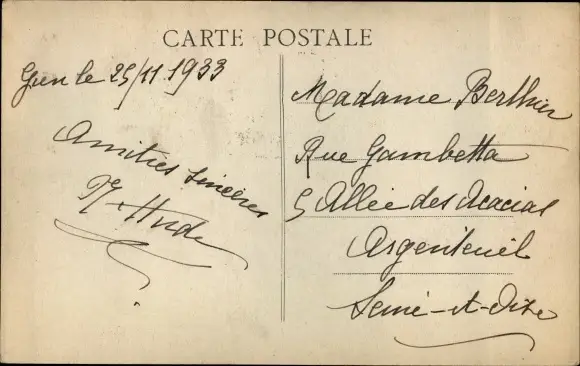 CARTE POSTALE
Gien le 25/11 1933
Amitiés sincères
Madame Berthier
Rue Gambetta
5 Allée des Acacias
Argenteuil
Seine-et-Oise